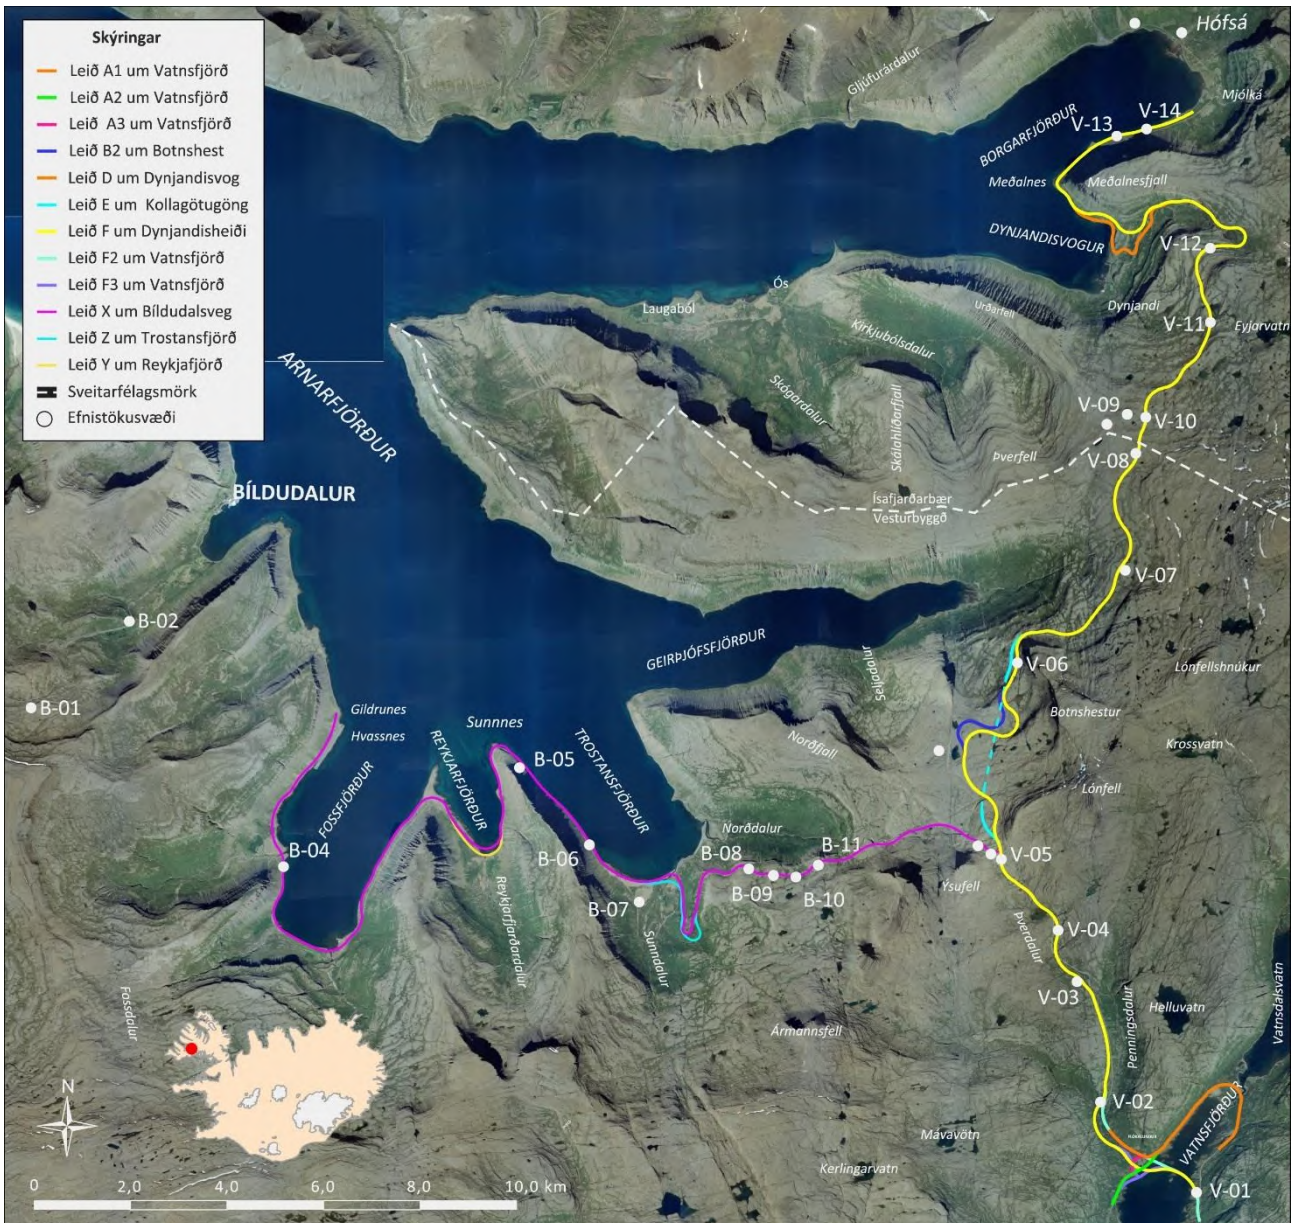 Skýringar
Leið A1 um Vatnsfjörð
Leið A2 um Vatnsfjörð
Leið A3 um Vatnsfjörð
Leið B2 um Botnshest
Leið D um Dynjandisvog
Leið E um Kollagötugöng
Leið F um Dynjandisheiði
Leið F2 um Vatnsfjörð
Leið F3 um Vatnsfjörð
Leið X um Bíldudalsveg
Leið Z um Trostansfjörð
Leið Y um Reykjafjörð
Sveitarfélagsmörk
Efnistökusvæði
Hófsá
Gljúfurárdalur
Mjólká
BORGARFJÖRÐUR
V-13
V-14
Meðalnes
Meðalnesfjall
DYNJANDISVOGUR
V-12
Ós
Laugaból
Urðarfell
Dynjandi
V-11
Eyjarvatn
Kirkjubólsdalur
ARNARFJÖRÐUR
Skógardalur
Skálahlíðarfjall
V-09
V-10
Þverfell
V-08
BÍLDUDALUR
Ísafjarðarbær
Vesturbyggð
V-07
B-02
GEIRÞJÓFSFJÖRÐUR
Seljadalur
V-06
Lónfellshnúkur
B-01
Gildrunes
Hvassnes
Sunnnes
Botnshestur
Norðfjall
Krossvatn
REYKJARFJÖRÐUR
B-05
TROSTANSFJÖRÐUR
Lónfell
FOSSFJÖRÐUR
Norðdalur
B-04
B-06
B-08
B-11
V-05
B-09
B-10
Ýsufell
B-07
Reykjarfjarðardalur
Sunndalur
Þverdalur
V-04
V-03
Fossdalur
Ármannsfell
Penningsdalur
Helluvatn
Vatnsdalsvatn
N
V-02
VATNSFJÖRÐUR
Mávavötn
Kerlingarvatn
V-01
0 2,0 4,0 6,0 8,0 10,0 km